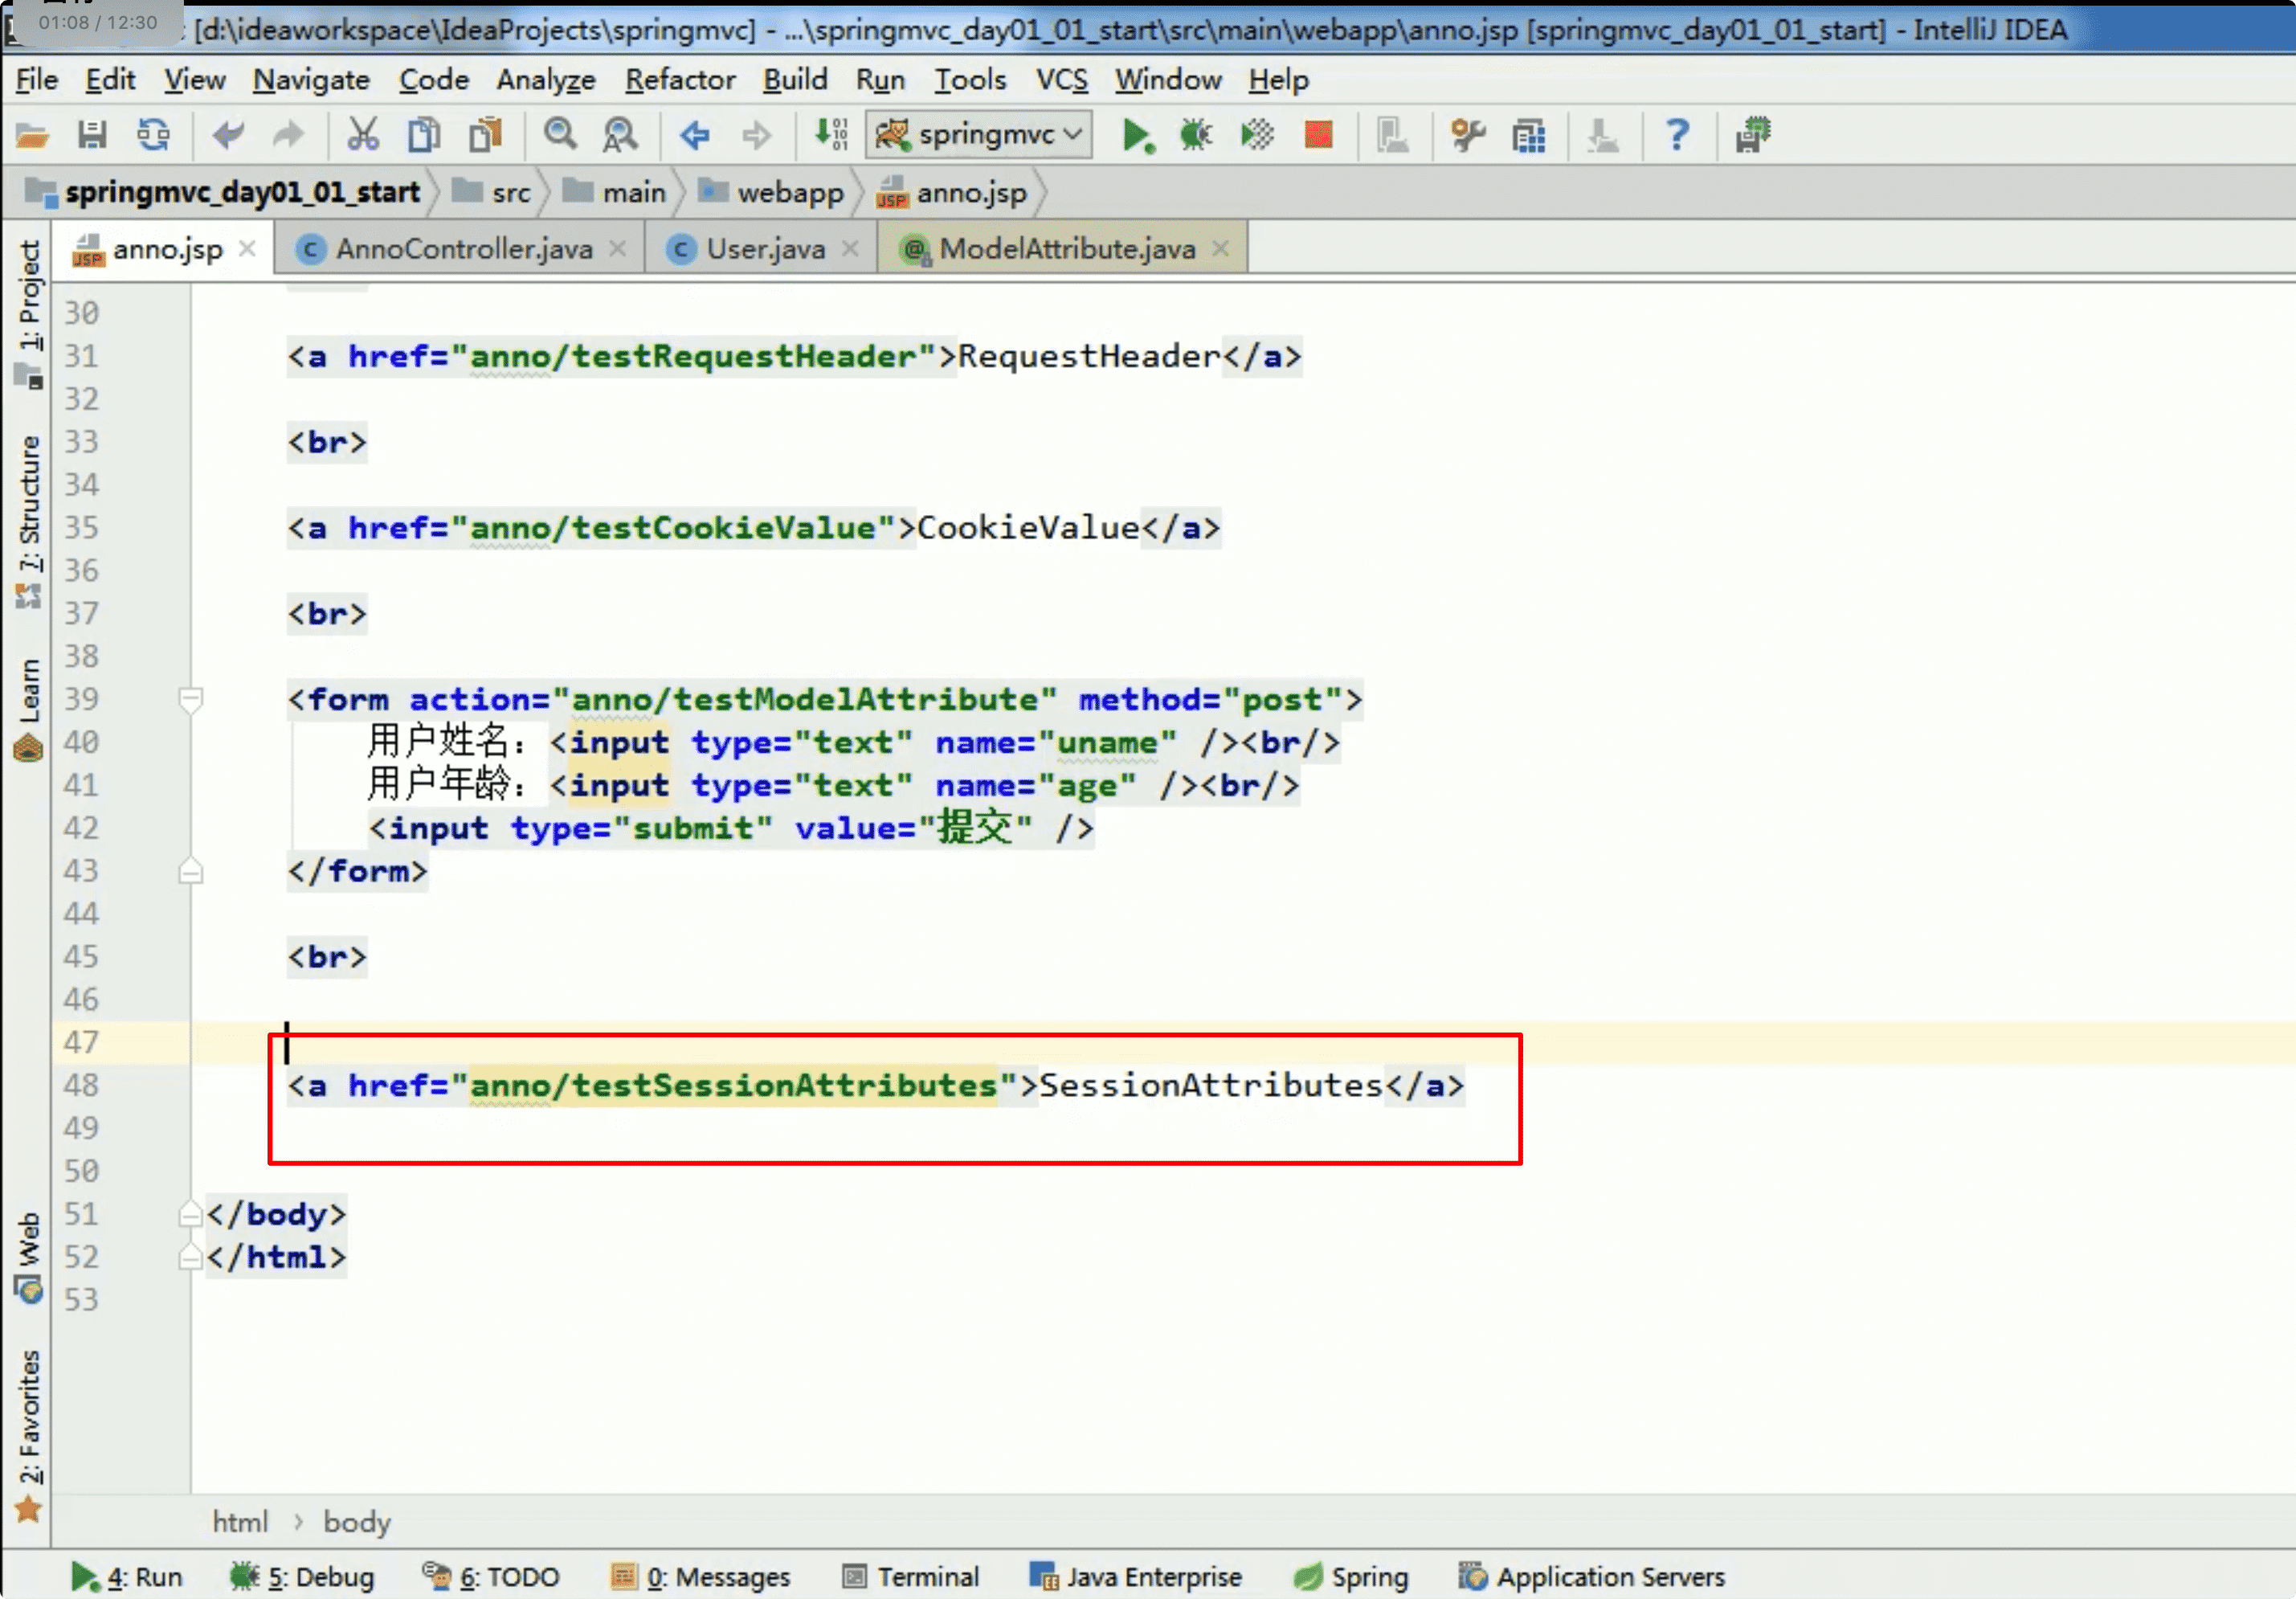 01:08 / 12:30
[d:\ideaworkspace\IdeaProjects\springmvc] - ...\springmvc_day01_01_start\src\main\webapp\anno.jsp [springmvc_day01_01_start] - IntelliJ IDEA
File Edit View Navigate Code Analyze Refactor Build Run Tools VCS Window Help
springmvc
springmvc_day01_01_start src main webapp anno.jsp
anno.jsp AnnoController.java User.java ModelAttribute.java
1: Project
7: Structure
Learn
Web
2: Favorites
30
31 <a href="anno/testRequestHeader">RequestHeader</a>
32
33 <br>
34
35 <a href="anno/testCookieValue">CookieValue</a>
36
37 <br>
38
39 <form action="anno/testModelAttribute" method="post">
40 用户姓名：<input type="text" name="uname" /><br/>
41 用户年龄：<input type="text" name="age" /><br/>
42 <input type="submit" value="提交" />
43 </form>
44
45 <br>
46
47
48 <a href="anno/testSessionAttributes">SessionAttributes</a>
49
50
51 </body>
52 </html>
53
html › body
4: Run 5: Debug 6: TODO 0: Messages Terminal Java Enterprise Spring Application Servers